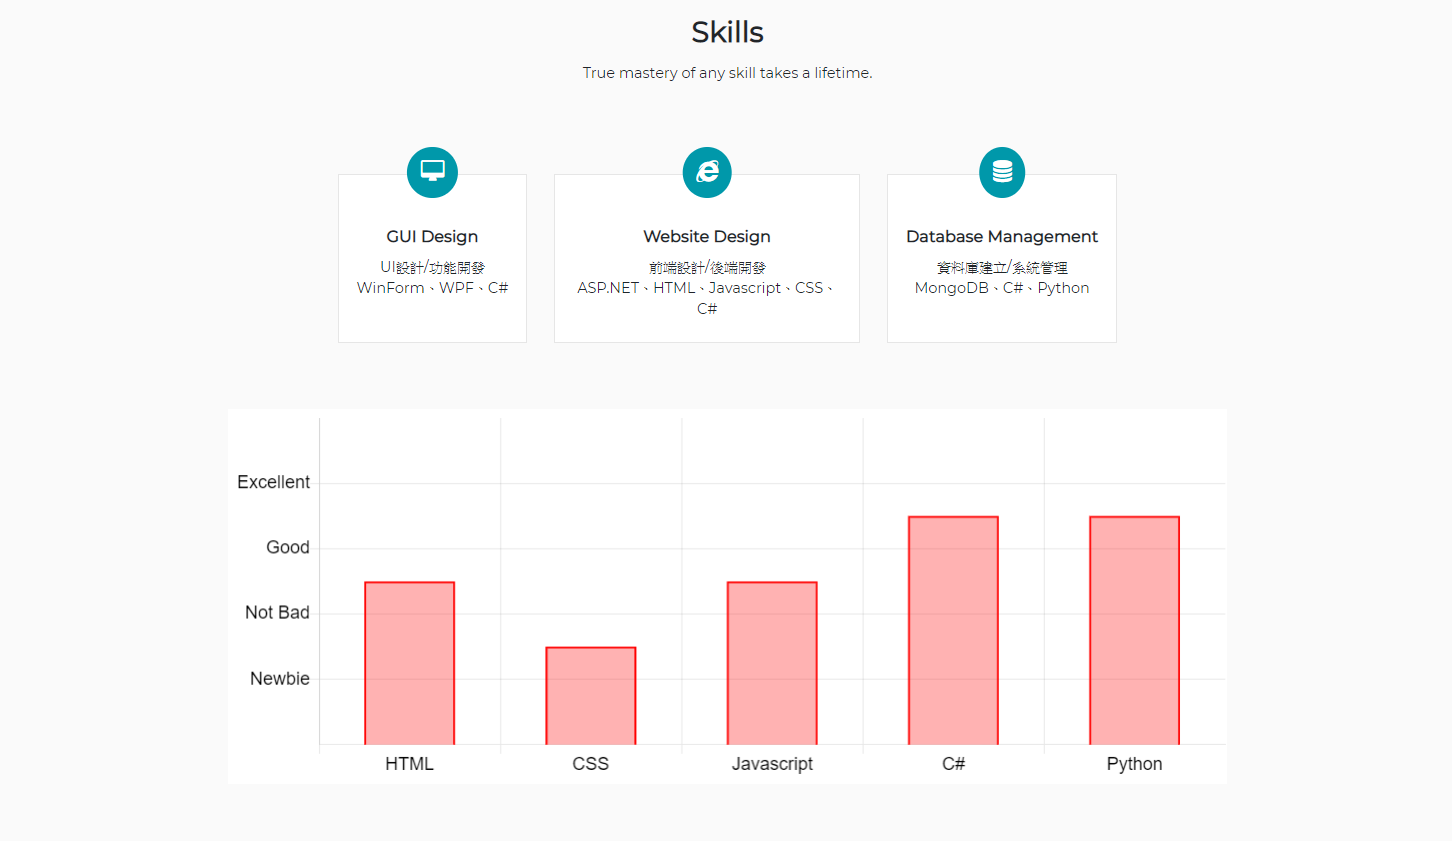 Skills
True mastery of any skill takes a lifetime.
GUI Design
UI設計/功能開發
WinForm、WPF、C#
Website Design
前端設計/後端開發
ASP.NET、HTML、Javascript、CSS、
C#
Database Management
資料庫建立/系統管理
MongoDB、C#、Python
Excellent
Good
Not Bad
Newbie
HTML
CSS
Javascript
C#
Python